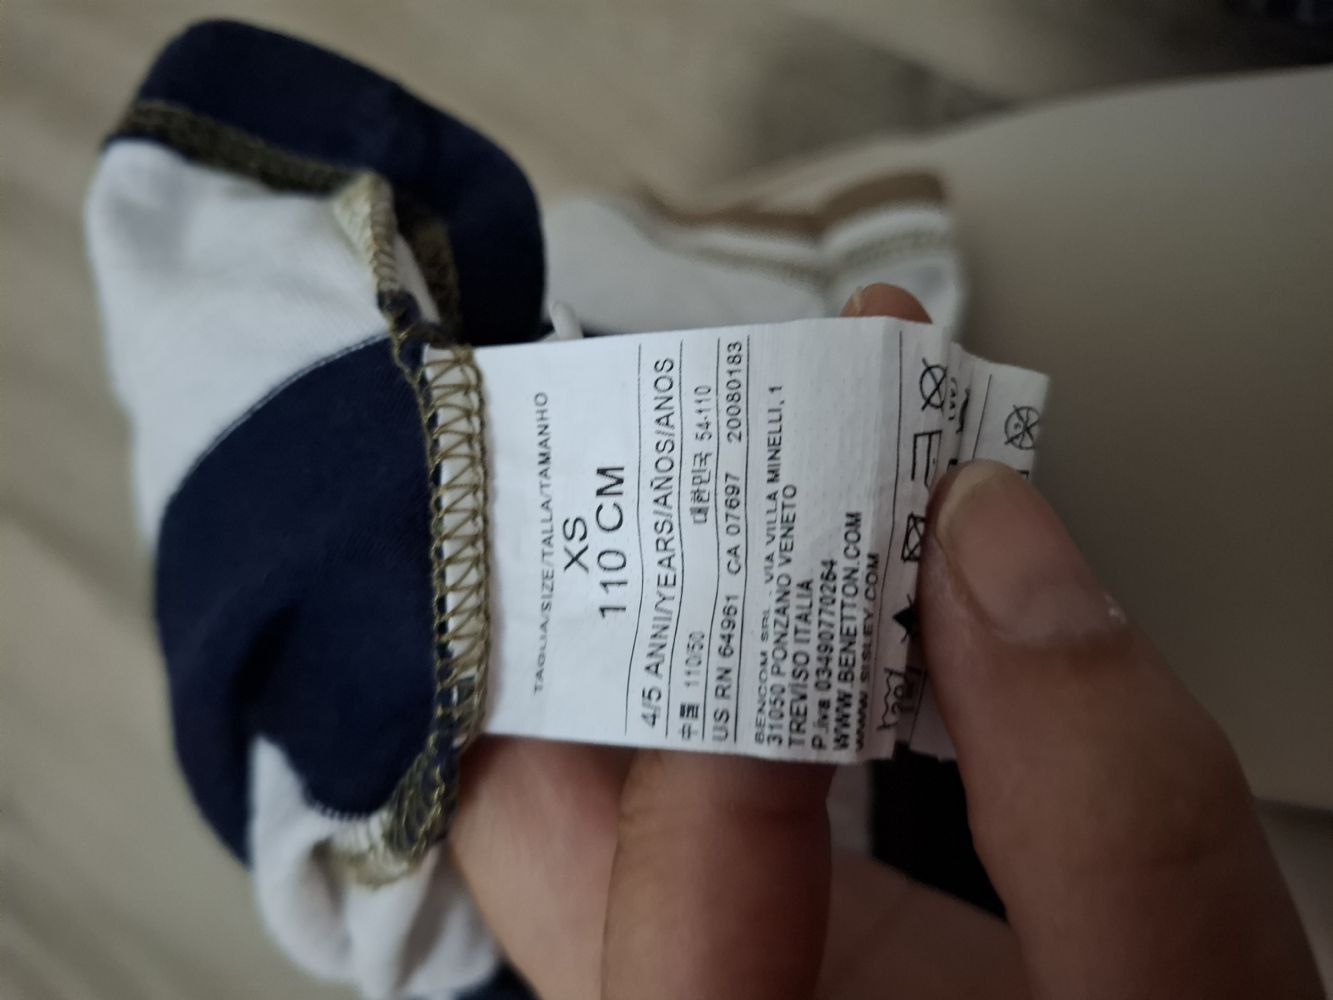 TAGLIA/SIZE/TALLA/TAMANHO
XS
110 CM
4/5 ANNI/YEARS/AÑOS/ANOS
中国 110/50 대한민국 54-110
US RN 64961 CA 07697 20080183
BENCOM SRL - VIA VILLA MINELLI, 1
31050 PONZANO VENETO
TREVISO ITALIA
P.iva 03490770264
WWW.BENETTON.COM
WWW.SISLEY.COM